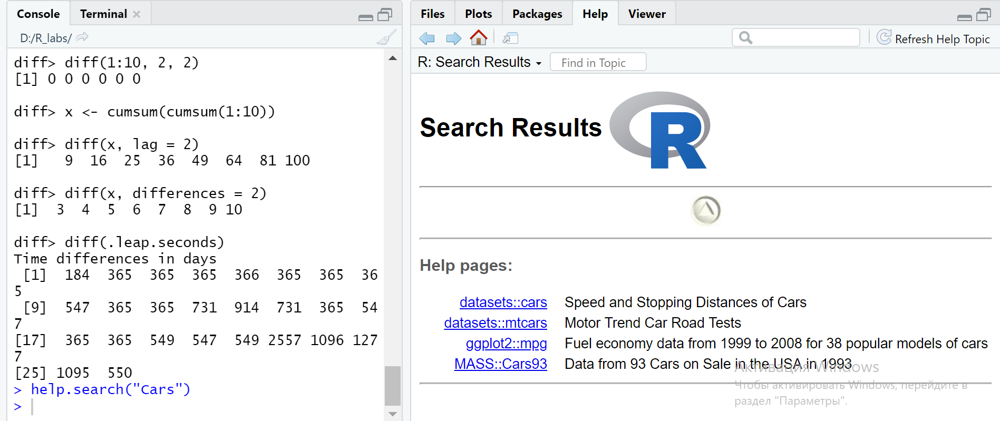 Console Terminal
D:/R_labs/
diff> diff(1:10, 2, 2)
[1] 0 0 0 0 0 0
diff> x <- cumsum(cumsum(1:10))
diff> diff(x, lag = 2)
[1]   9  16  25  36  49  64  81 100
diff> diff(x, differences = 2)
[1]  3  4  5  6  7  8  9 10
diff> diff(.leap.seconds)
Time differences in days
 [1]  184  365  365  365  366  365  365  36
5
 [9]  547  365  365  731  914  731  365  54
7
[17]  365  365  549  547  549 2557 1096 127
7
[25] 1095  550
> help.search("Cars")
>
Files Plots Packages Help Viewer
Refresh Help Topic
R: Search Results Find in Topic
Search Results R
Help pages:
datasets::cars Speed and Stopping Distances of Cars
datasets::mtcars Motor Trend Car Road Tests
ggplot2::mpg Fuel economy data from 1999 to 2008 for 38 popular models of cars
MASS::Cars93 Data from 93 Cars on Sale in the USA in 1993
Активация Windows
Чтобы активировать Windows, перейдите в
раздел "Параметры".